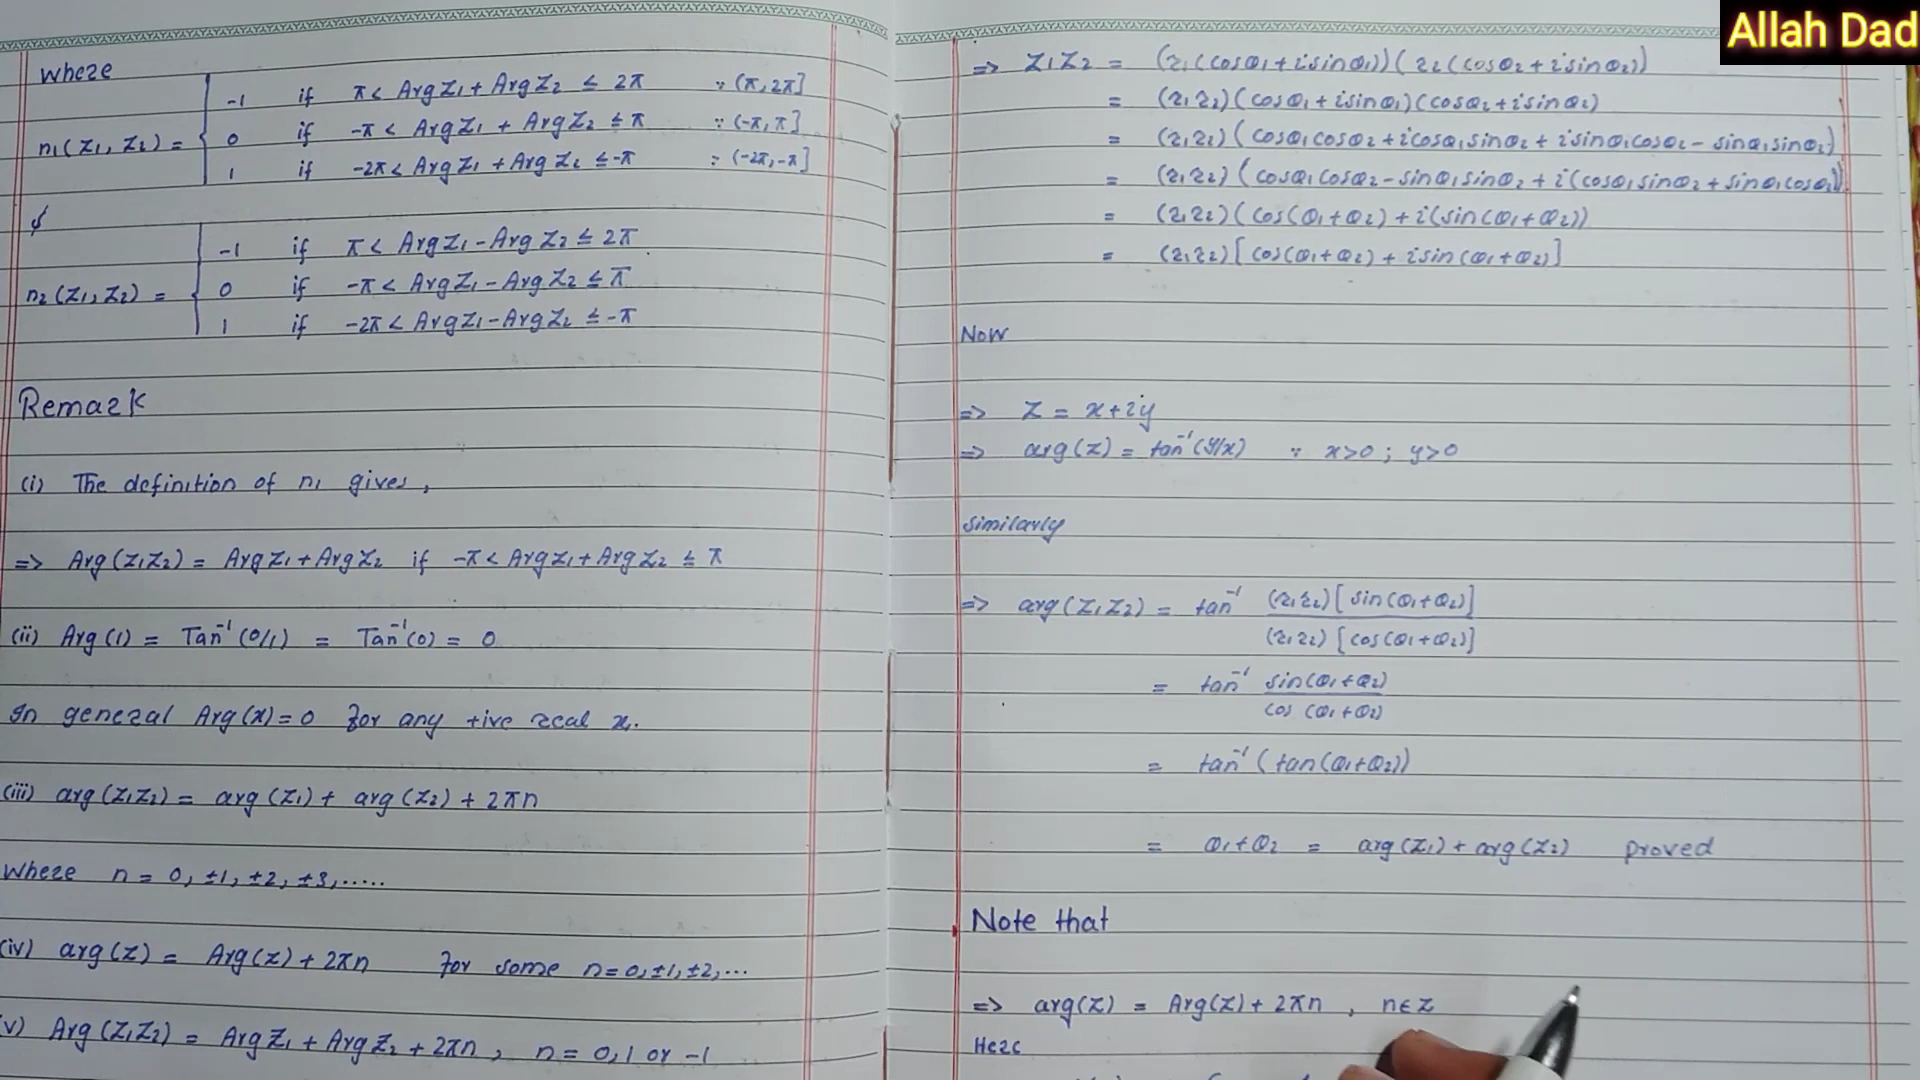 Allah Dad
Where
n₁(Z₁, Z₂) = { -1 if π < Arg Z₁ + Arg Z₂ ≤ 2π ∵ (π, 2π]
0 if -π < Arg Z₁ + Arg Z₂ ≤ π ∵ (-π, π]
1 if -2π < Arg Z₁ + Arg Z₂ ≤ -π ∵ (-2π, -π]
&
n₂(Z₁, Z₂) = { -1 if π < Arg Z₁ - Arg Z₂ ≤ 2π
0 if -π < Arg Z₁ - Arg Z₂ ≤ π
1 if -2π < Arg Z₁ - Arg Z₂ ≤ -π
Remark
(i) The definition of n₁ gives,
=> Arg(Z₁Z₂) = Arg Z₁ + Arg Z₂ if -π < Arg Z₁ + Arg Z₂ ≤ π
(ii) Arg(1) = Tan⁻¹(0/1) = Tan⁻¹(0) = 0
In general Arg(x) = 0 for any +ive real x.
(iii) arg(Z₁Z₂) = arg(Z₁) + arg(Z₂) + 2πn
Where n = 0, ±1, ±2, ±3, .....
(iv) arg(Z) = Arg(Z) + 2πn for some n = 0, ±1, ±2, ...
(v) Arg(Z₁Z₂) = Arg Z₁ + Arg Z₂ + 2πn, n = 0, 1 or -1
=> Z₁Z₂ = (r₁(cosθ₁ + i sinθ₁))(r₂(cosθ₂ + i sinθ₂))
= (r₁r₂)(cosθ₁ + i sinθ₁)(cosθ₂ + i sinθ₂)
= (r₁r₂)(cosθ₁cosθ₂ + i cosθ₁sinθ₂ + i sinθ₁cosθ₂ - sinθ₁sinθ₂)
= (r₁r₂)(cosθ₁cosθ₂ - sinθ₁sinθ₂ + i(cosθ₁sinθ₂ + sinθ₁cosθ₂))
= (r₁r₂)(cos(θ₁+θ₂) + i(sin(θ₁+θ₂))
= (r₁r₂)[cos(θ₁+θ₂) + i sin(θ₁+θ₂)]
Now
=> Z = x + iy
=> arg(Z) = tan⁻¹(y/x) ∵ x>0 ; y>0
Similarly
=> arg(Z₁Z₂) = tan⁻¹ (r₁r₂)[sin(θ₁+θ₂)]
(r₁r₂)[cos(θ₁+θ₂)]
= tan⁻¹ sin(θ₁+θ₂)
cos(θ₁+θ₂)
= tan⁻¹(tan(θ₁+θ₂))
= θ₁+θ₂ = arg(Z₁) + arg(Z₂) proved
Note that
=> arg(Z) = Arg(Z) + 2πn , n∈Z
Here